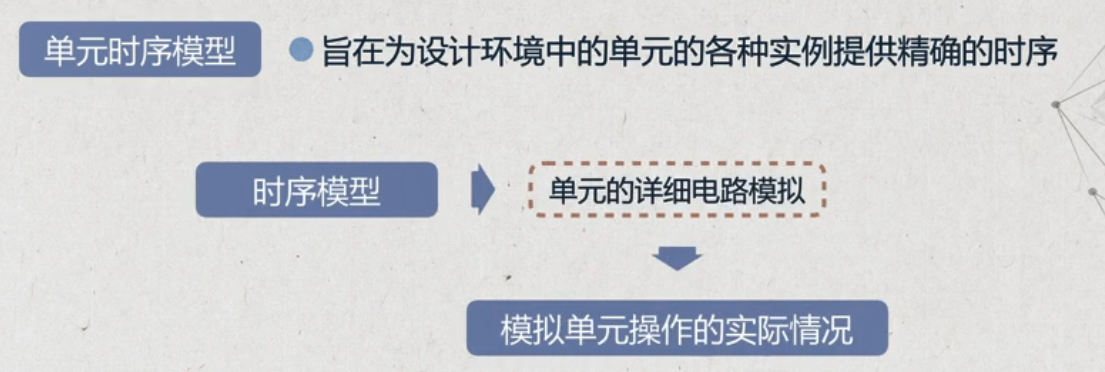 单元时序模型
旨在为设计环境中的单元的各种实例提供精确的时序
时序模型
单元的详细电路模拟
模拟单元操作的实际情况